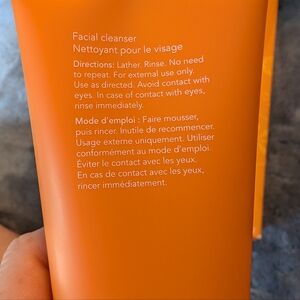 Facial cleanser
Nettoyant pour le visage
Directions: Lather. Rinse. No need
to repeat. For external use only.
Use as directed. Avoid contact with
eyes. In case of contact with eyes,
rinse immediately.
Mode d'emploi : Faire mousser,
puis rincer. Inutile de recommencer.
Usage externe uniquement. Utiliser
conformément au mode d'emploi.
Éviter le contact avec les yeux.
En cas de contact avec les yeux,
rincer immédiatement.